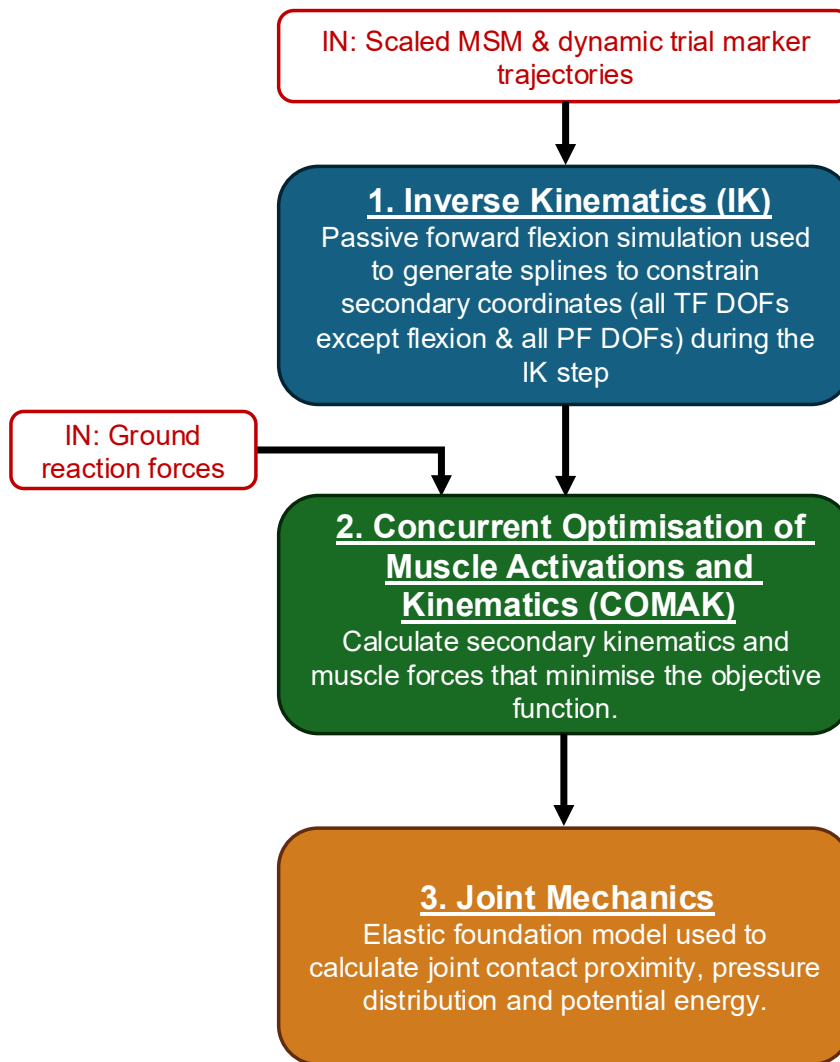 IN: Scaled MSM & dynamic trial marker
trajectories
1. Inverse Kinematics (IK)
Passive forward flexion simulation used
to generate splines to constrain
secondary coordinates (all TF DOFs
except flexion & all PF DOFs) during the
IK step
IN: Ground
reaction forces
2. Concurrent Optimisation of
Muscle Activations and
Kinematics (COMAK)
Calculate secondary kinematics and
muscle forces that minimise the objective
function.
3. Joint Mechanics
Elastic foundation model used to
calculate joint contact proximity, pressure
distribution and potential energy.